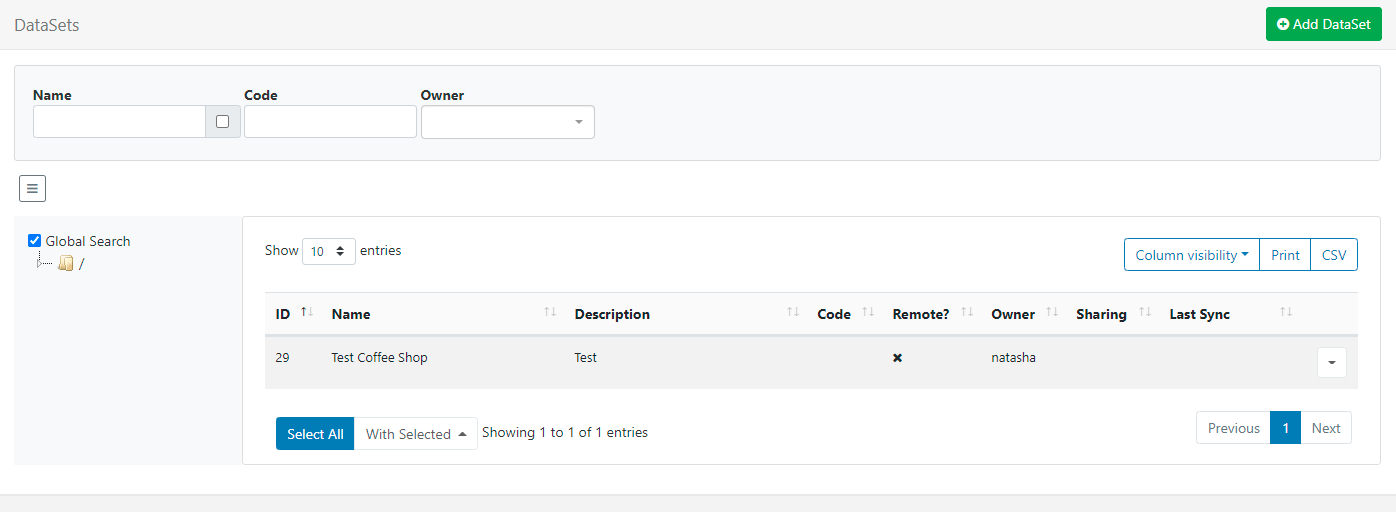 DataSets
Add DataSet
Name Code Owner
Global Search
/
Show 10 entries
Column visibility Print CSV
ID Name Description Code Remote? Owner Sharing Last Sync
29 Test Coffee Shop Test natasha
Select All With Selected Showing 1 to 1 of 1 entries
Previous 1 Next